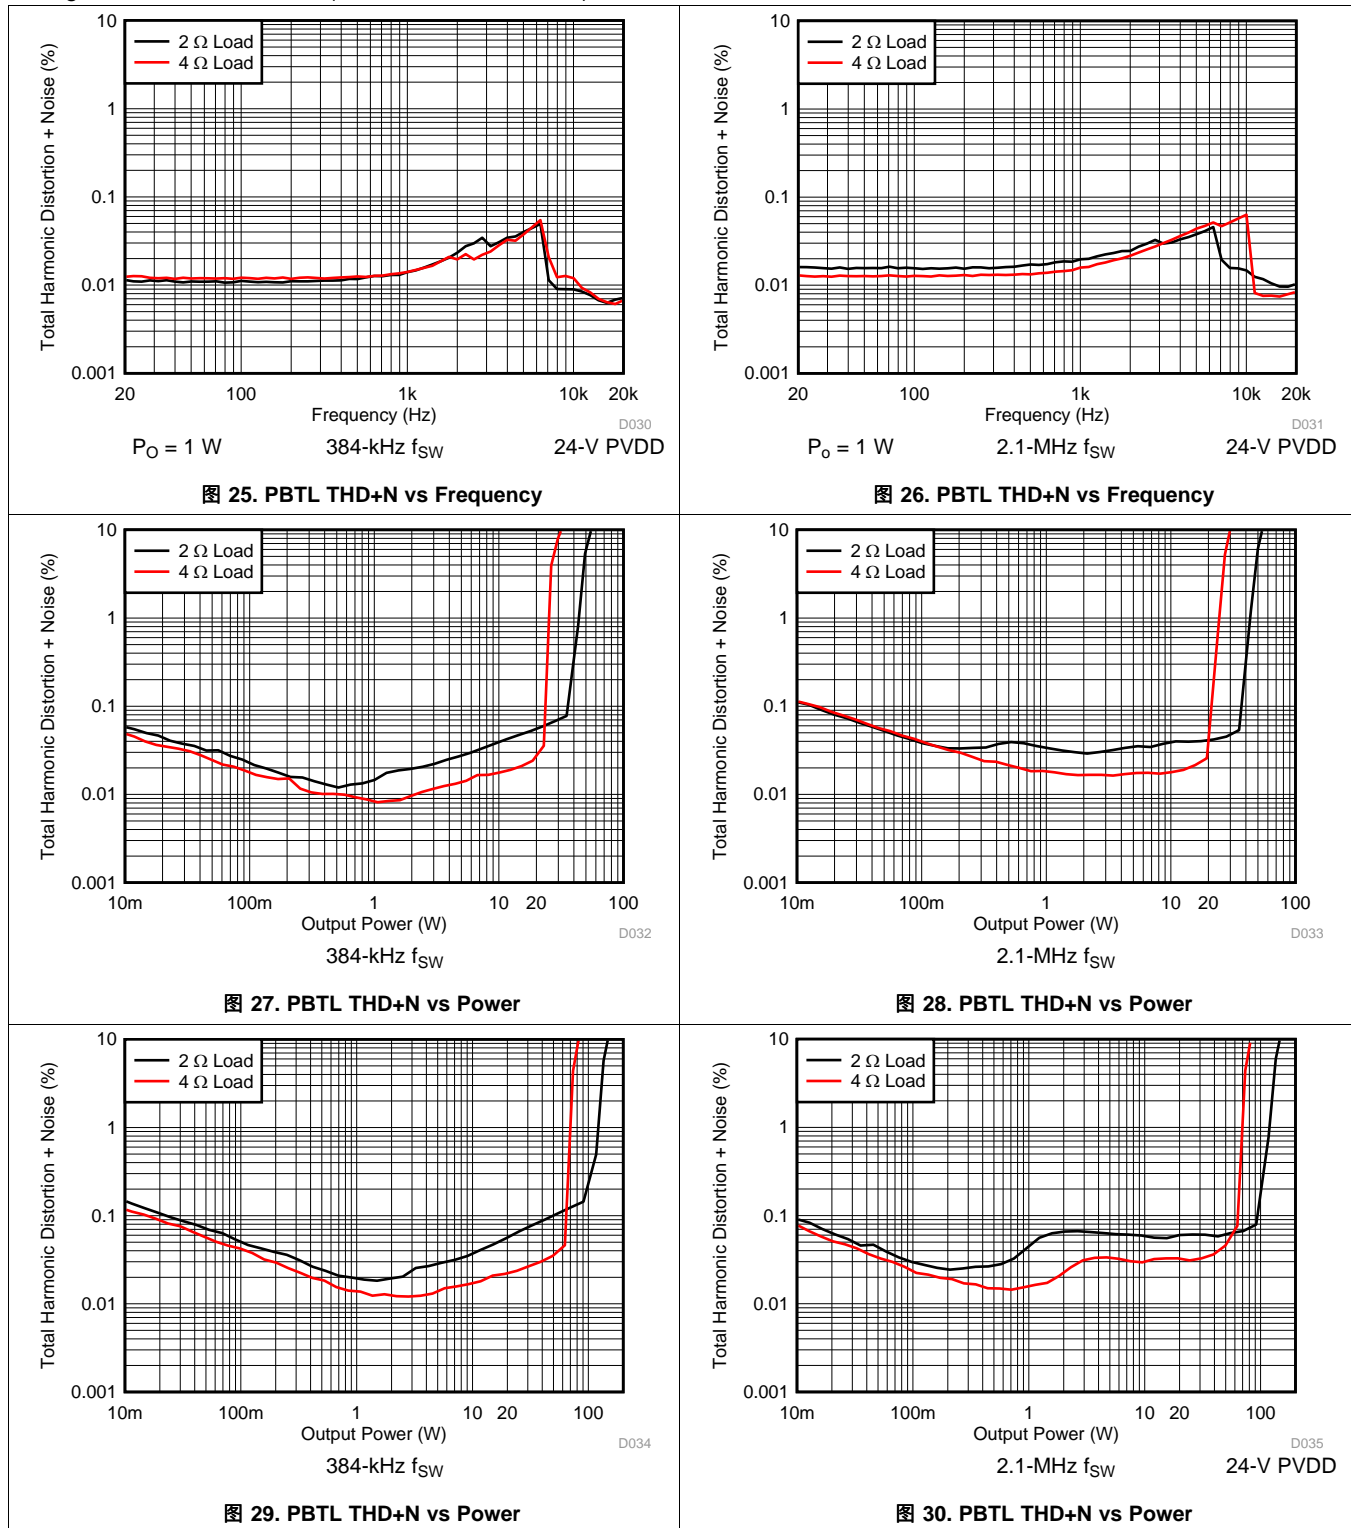 10
1
0.1
0.01
0.001
Total Harmonic Distortion + Noise (%)
2 Ω Load
4 Ω Load
20
100
1k
10k
20k
Frequency (Hz)
D030
P_O = 1 W
384-kHz f_SW
24-V PVDD
图 25. PBTL THD+N vs Frequency
10
1
0.1
0.01
0.001
Total Harmonic Distortion + Noise (%)
2 Ω Load
4 Ω Load
20
100
1k
10k
20k
Frequency (Hz)
D031
P_o = 1 W
2.1-MHz f_SW
24-V PVDD
图 26. PBTL THD+N vs Frequency
10
1
0.1
0.01
0.001
Total Harmonic Distortion + Noise (%)
2 Ω Load
4 Ω Load
10m
100m
1
10
20
100
Output Power (W)
D032
384-kHz f_SW
图 27. PBTL THD+N vs Power
10
1
0.1
0.01
0.001
Total Harmonic Distortion + Noise (%)
2 Ω Load
4 Ω Load
10m
100m
1
10
20
100
Output Power (W)
D033
2.1-MHz f_SW
图 28. PBTL THD+N vs Power
10
1
0.1
0.01
0.001
Total Harmonic Distortion + Noise (%)
2 Ω Load
4 Ω Load
10m
100m
1
10
20
100
Output Power (W)
D034
384-kHz f_SW
图 29. PBTL THD+N vs Power
10
1
0.1
0.01
0.001
Total Harmonic Distortion + Noise (%)
2 Ω Load
4 Ω Load
10m
100m
1
10
20
100
Output Power (W)
D035
2.1-MHz f_SW
24-V PVDD
图 30. PBTL THD+N vs Power